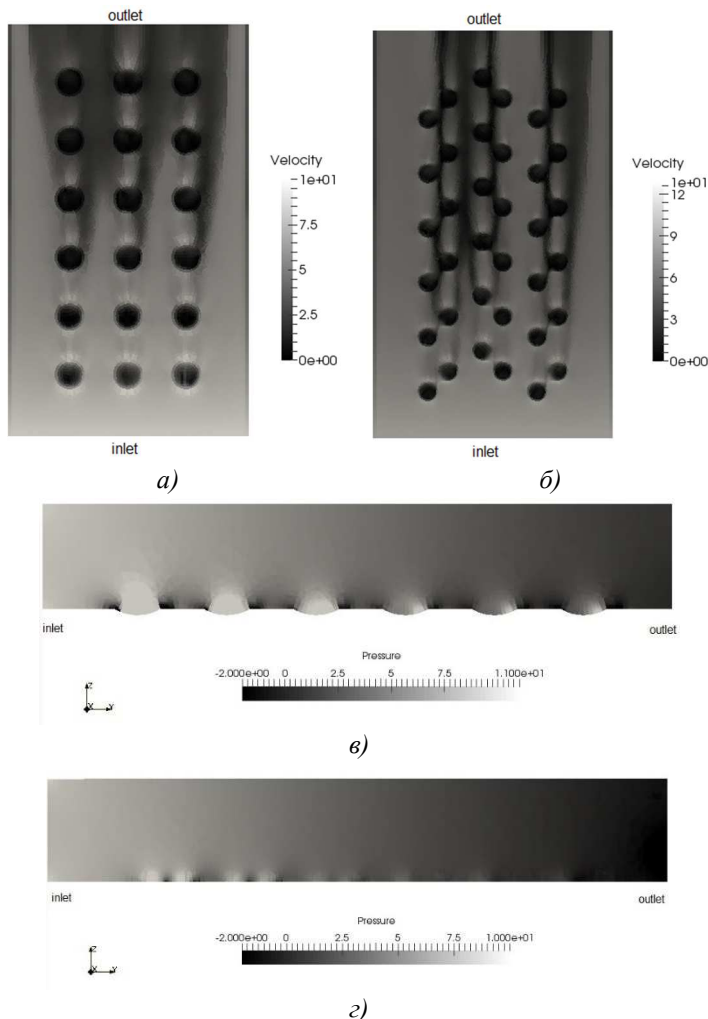 outlet
Velocity
1e+01
7.5
5
2.5
0e+00
inlet
а)
outlet
Velocity
1e+01
12
9
6
3
0e+00
inlet
б)
inlet
outlet
Pressure
-2.000e+00 0 2.5 5 7.5 1.100e+01
Z
X Y
в)
inlet
outlet
Pressure
-2.000e+00 0 2.5 5 7.5 1.000e+01
Z
X Y
г)